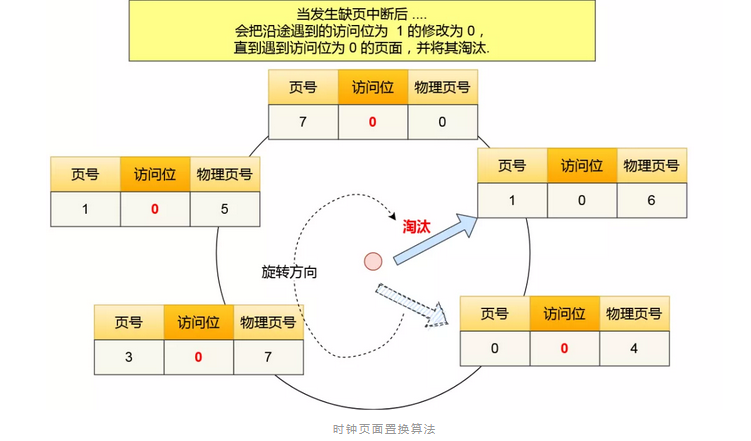 当发生缺页中断后 ....
会把沿途遇到的访问位为 1 的修改为 0，
直到遇到访问位为 0 的页面，并将其淘汰.
页号 访问位 物理页号
7 0 0
页号 访问位 物理页号
1 0 5
页号 访问位 物理页号
1 0 6
淘汰
旋转方向
页号 访问位 物理页号
3 0 7
页号 访问位 物理页号
0 0 4
时钟页面置换算法